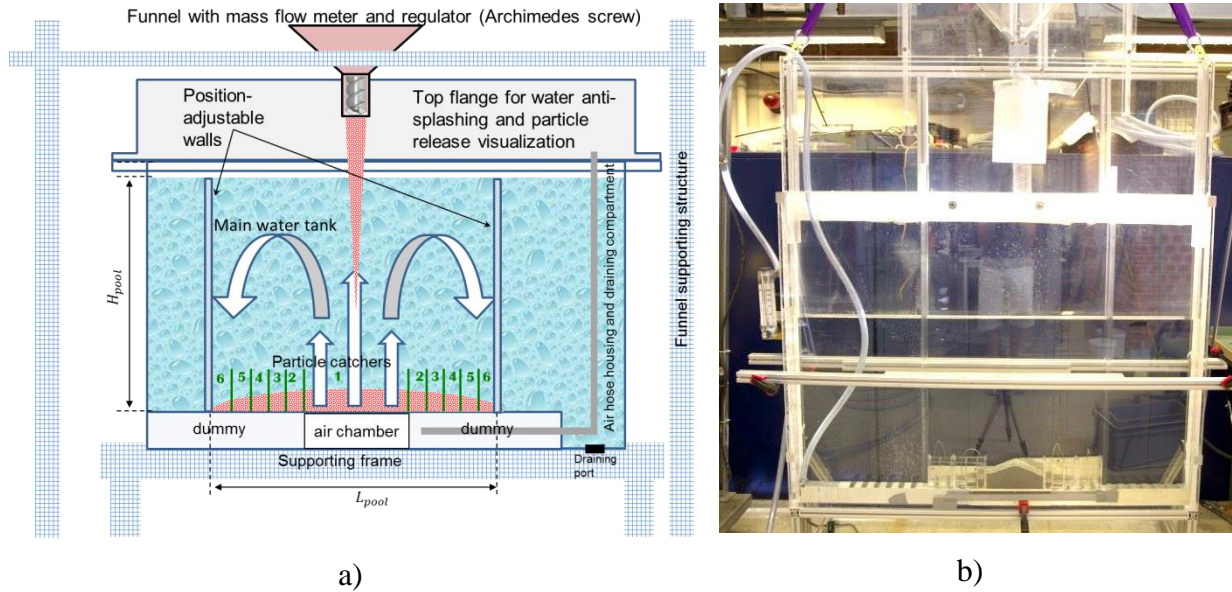 Funnel with mass flow meter and regulator (Archimedes screw)
Position-
adjustable
walls
Top flange for water anti-
splashing and particle
release visualization
Main water tank
H_pool
Particle catchers
6 5 4 3 2 1 2 3 4 5 6
Air hose housing and draining compartment
Funnel supporting structure
dummy
air chamber
dummy
Supporting frame
Draining
port
L_pool
a)
b)